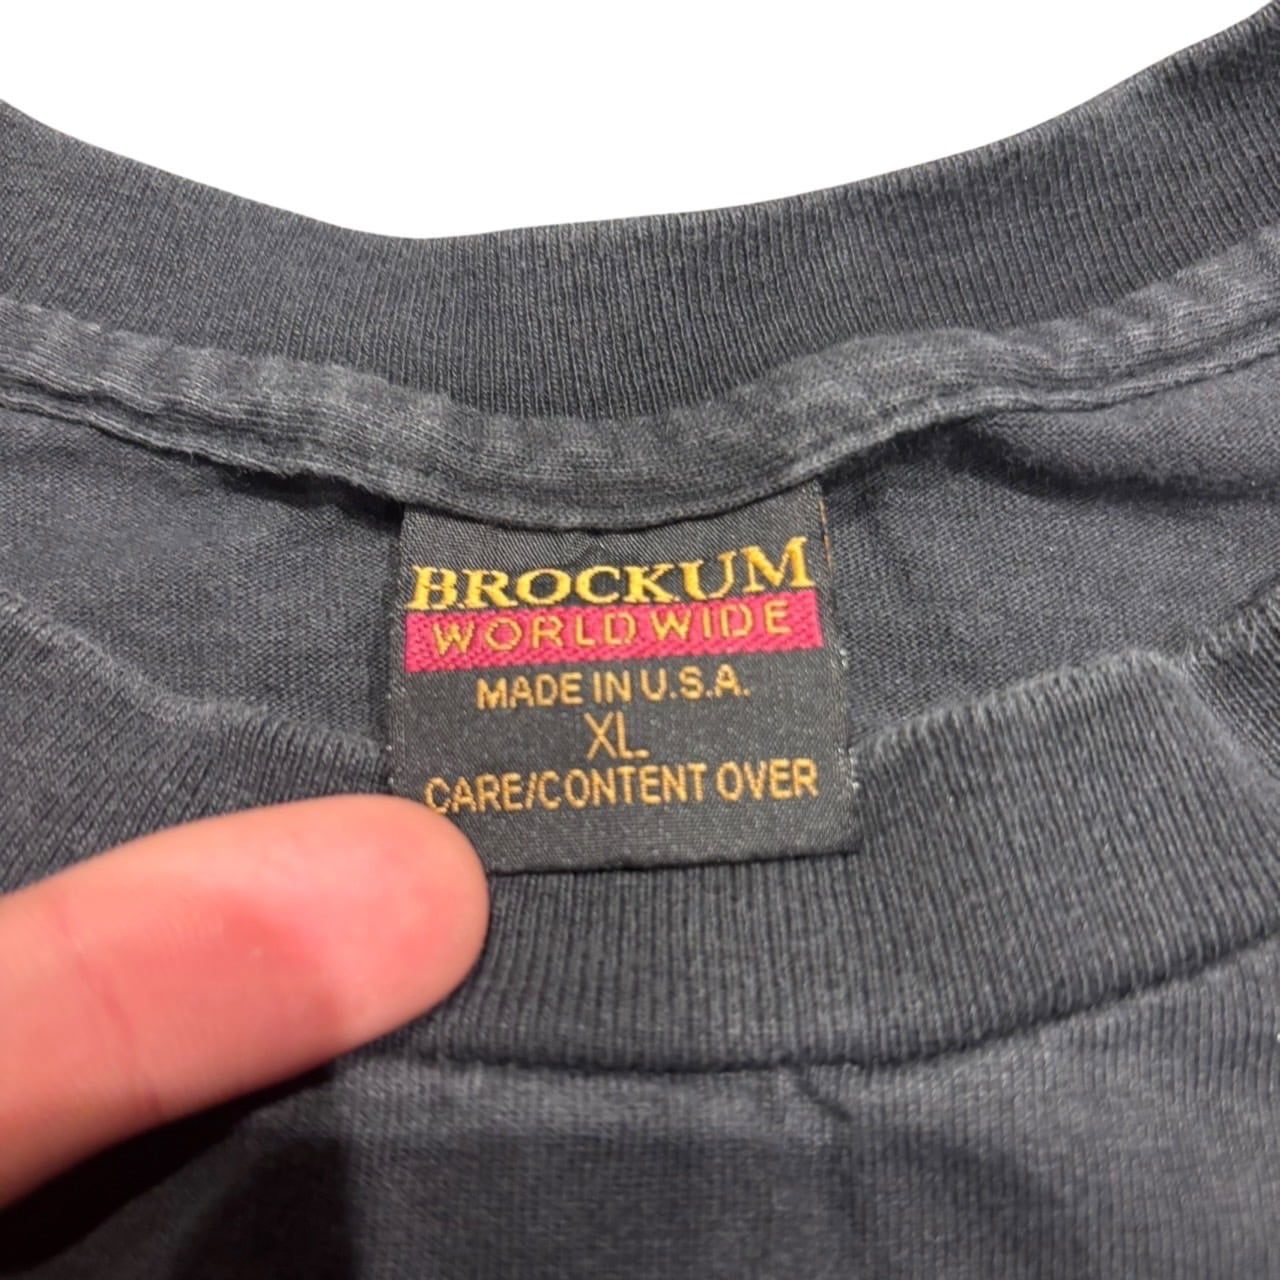 BROCKUM
WORLDWIDE
MADE IN U.S.A.
XL
CARE/CONTENT OVER